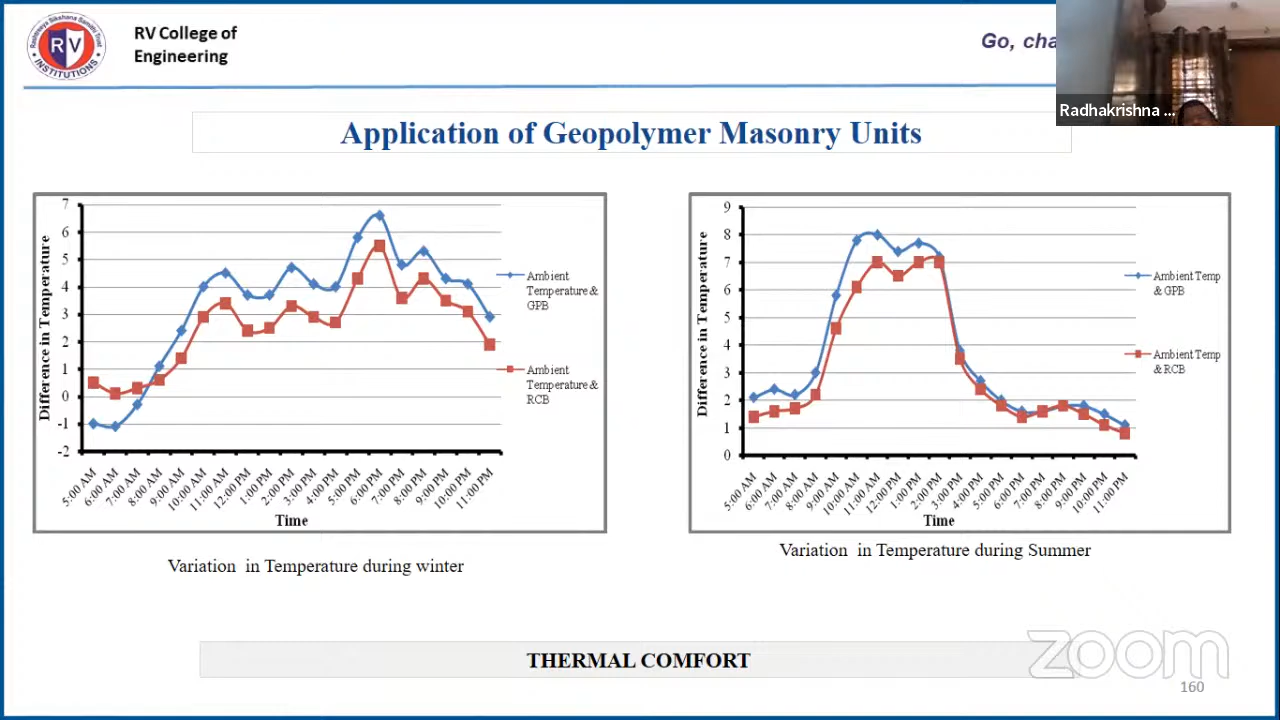 RV College of
Engineering
Rashtreeya Sikshana Samithi Trust
RV
INSTITUTIONS
Go, cha
Radhakrishna ...
Application of Geopolymer Masonry Units
7
6
5
4
3
2
1
0
-1
-2
Difference in Temperature
5:00 AM
6:00 AM
7:00 AM
8:00 AM
9:00 AM
10:00 AM
11:00 AM
12:00 PM
1:00 PM
2:00 PM
3:00 PM
4:00 PM
5:00 PM
6:00 PM
7:00 PM
8:00 PM
9:00 PM
10:00 PM
11:00 PM
Time
Ambient
Temperature &
GPB
Ambient
Temperature &
RCB
Variation in Temperature during winter
9
8
7
6
5
4
3
2
1
0
Difference in Temperature
5:00 AM
6:00 AM
7:00 AM
8:00 AM
9:00 AM
10:00 AM
11:00 AM
12:00 PM
1:00 PM
2:00 PM
3:00 PM
4:00 PM
5:00 PM
6:00 PM
7:00 PM
8:00 PM
9:00 PM
10:00 PM
11:00 PM
Time
Ambient Temp
& GPB
Ambient Temp
& RCB
Variation in Temperature during Summer
THERMAL COMFORT
zoom
160